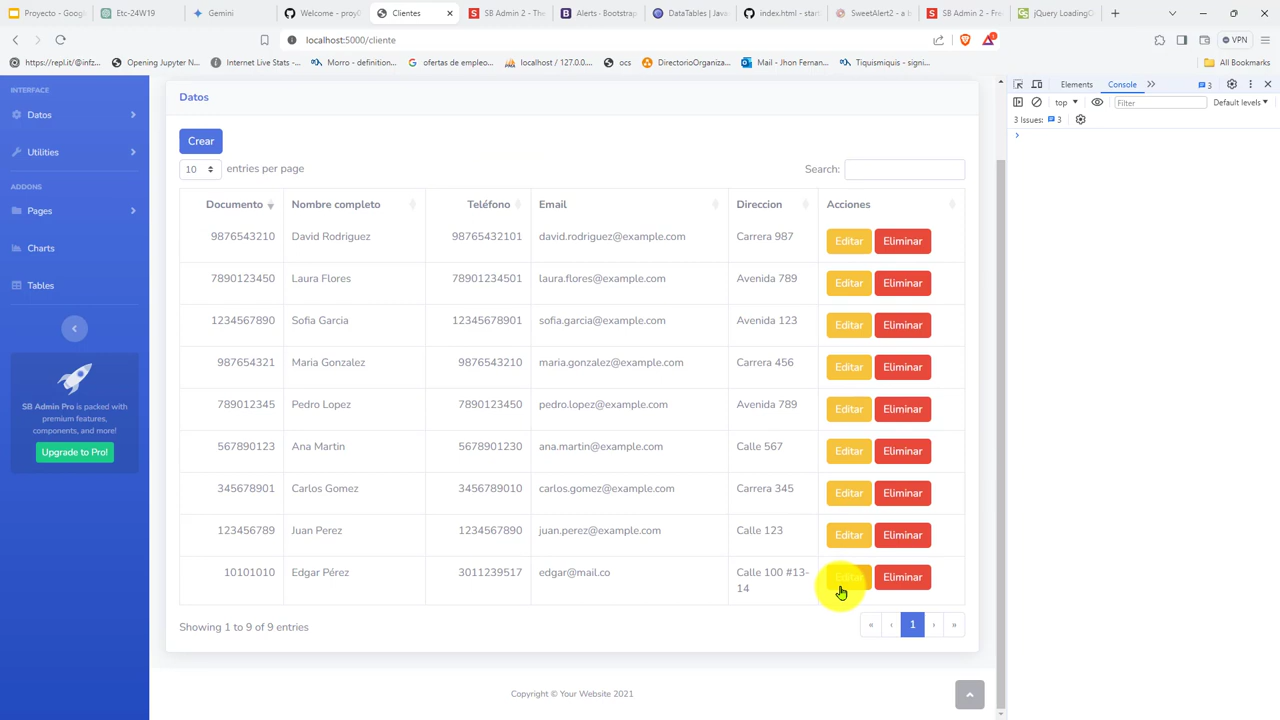 Proyecto - Googl
Etc-24W19
Gemini
Welcome - proy0
Clientes
SB Admin 2 - The
Alerts · Bootstrap
DataTables | Java
index.html - start
SweetAlert2 - a b
SB Admin 2 - Fre
jQuery LoadingO
localhost:5000/cliente
VPN
https://repl.it/@infz...
Opening Jupyter N...
Internet Live Stats -...
Morro - definition...
ofertas de empleo...
localhost / 127.0.0...
ocs
DirectorioOrganiza...
Mail - Jhon Fernan...
Tiquismiquis - signi...
All Bookmarks
INTERFACE
Datos
Utilities
ADDONS
Pages
Charts
Tables
SB Admin Pro is packed with
premium features,
components, and more!
Upgrade to Pro!
Datos
Crear
10 entries per page
Search:
Documento Nombre completo Teléfono Email Direccion Acciones
9876543210 David Rodriguez 98765432101 david.rodriguez@example.com Carrera 987 Editar Eliminar
7890123450 Laura Flores 78901234501 laura.flores@example.com Avenida 789 Editar Eliminar
1234567890 Sofia Garcia 12345678901 sofia.garcia@example.com Avenida 123 Editar Eliminar
987654321 Maria Gonzalez 9876543210 maria.gonzalez@example.com Carrera 456 Editar Eliminar
789012345 Pedro Lopez 7890123450 pedro.lopez@example.com Avenida 789 Editar Eliminar
567890123 Ana Martin 5678901230 ana.martin@example.com Calle 567 Editar Eliminar
345678901 Carlos Gomez 3456789010 carlos.gomez@example.com Carrera 345 Editar Eliminar
123456789 Juan Perez 1234567890 juan.perez@example.com Calle 123 Editar Eliminar
10101010 Edgar Pérez 3011239517 edgar@mail.co Calle 100 #13- Editar Eliminar
14
Showing 1 to 9 of 9 entries
« ‹ 1 › »
Copyright © Your Website 2021
Elements
Console
3
top
Filter
Default levels
3 Issues: 3